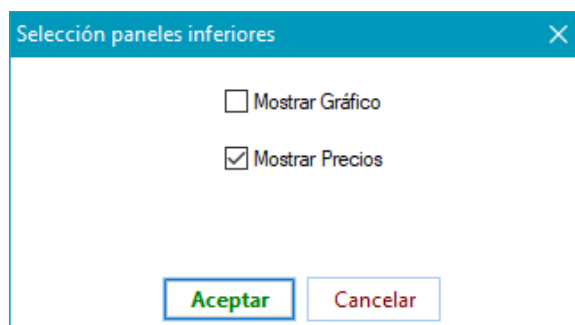 Selección paneles inferiores
Mostrar Gráfico
Mostrar Precios
Aceptar
Cancelar